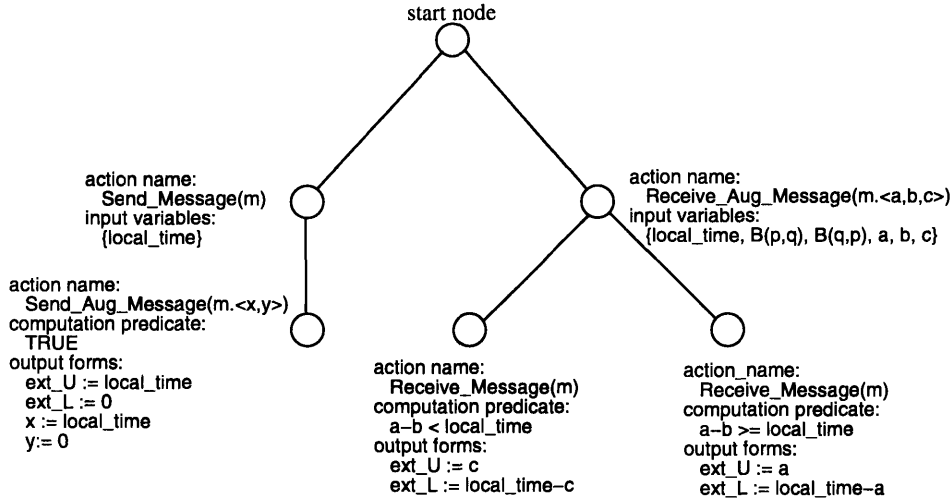 start node
action name:
Send_Message(m)
input variables:
{local_time}
action name:
Receive_Aug_Message(m.<a,b,c>)
input variables:
{local_time, B(p,q), B(q,p), a, b, c}
action name:
Send_Aug_Message(m.<x,y>)
computation predicate:
TRUE
output forms:
ext_U := local_time
ext_L := 0
x := local_time
y:= 0
action name:
Receive_Message(m)
computation predicate:
a-b < local_time
output forms:
ext_U := c
ext_L := local_time-c
action_name:
Receive_Message(m)
computation predicate:
a-b >= local_time
output forms:
ext_U := a
ext_L := local_time-a